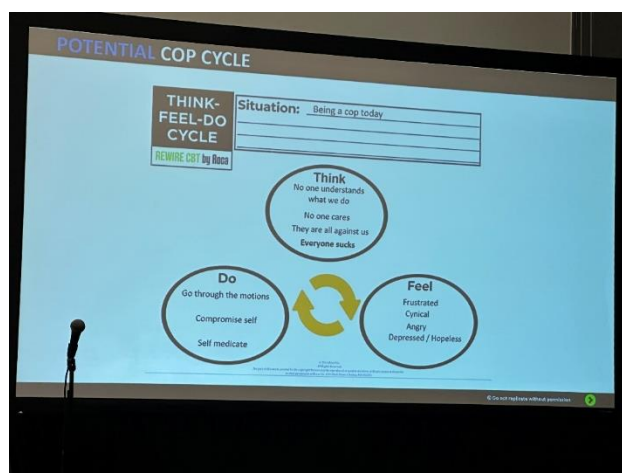 POTENTIAL COP CYCLE
THINK-
FEEL-DO
CYCLE
REWIRE CBT by Roca
Situation: Being a cop today
Think
No one understands
what we do
No one cares
They are all against us
Everyone sucks
Do
Go through the motions
Compromise self
Self medicate
Feel
Frustrated
Cynical
Angry
Depressed / Hopeless
© Do not replicate without permission